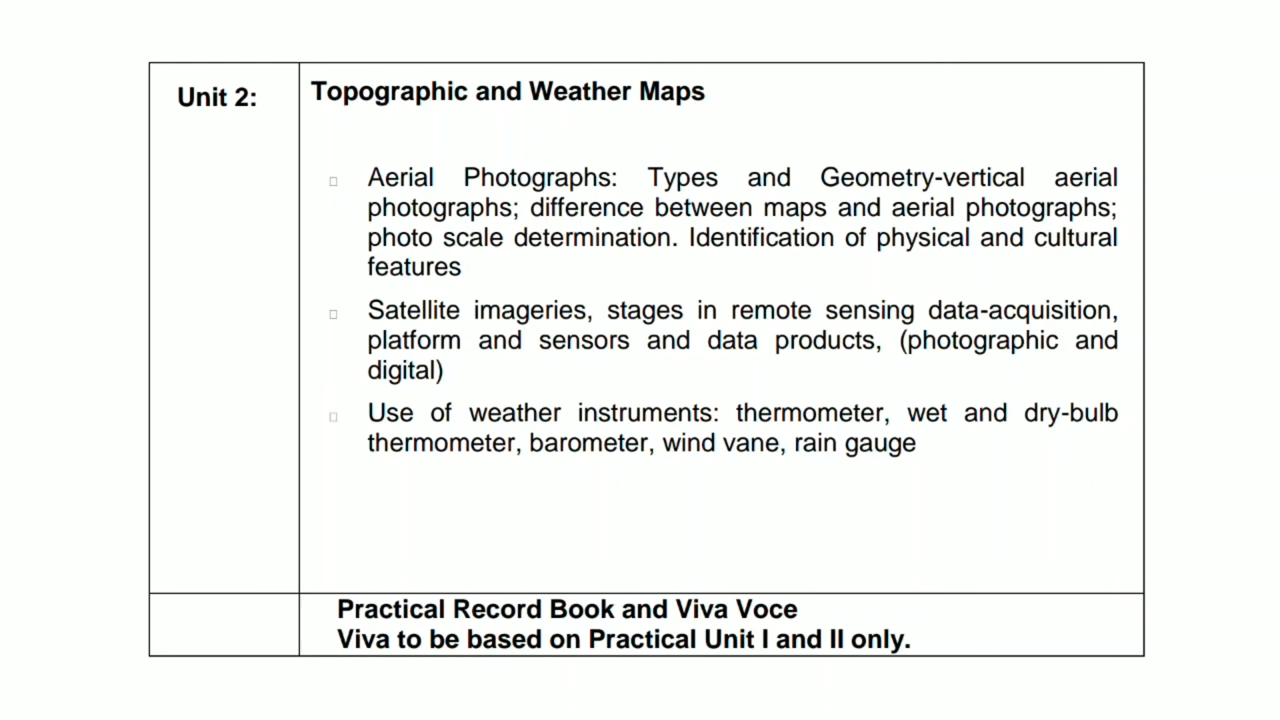 Unit 2:
Topographic and Weather Maps
Aerial Photographs: Types and Geometry-vertical aerial
photographs; difference between maps and aerial photographs;
photo scale determination. Identification of physical and cultural
features
Satellite imageries, stages in remote sensing data-acquisition,
platform and sensors and data products, (photographic and
digital)
Use of weather instruments: thermometer, wet and dry-bulb
thermometer, barometer, wind vane, rain gauge
Practical Record Book and Viva Voce
Viva to be based on Practical Unit I and II only.